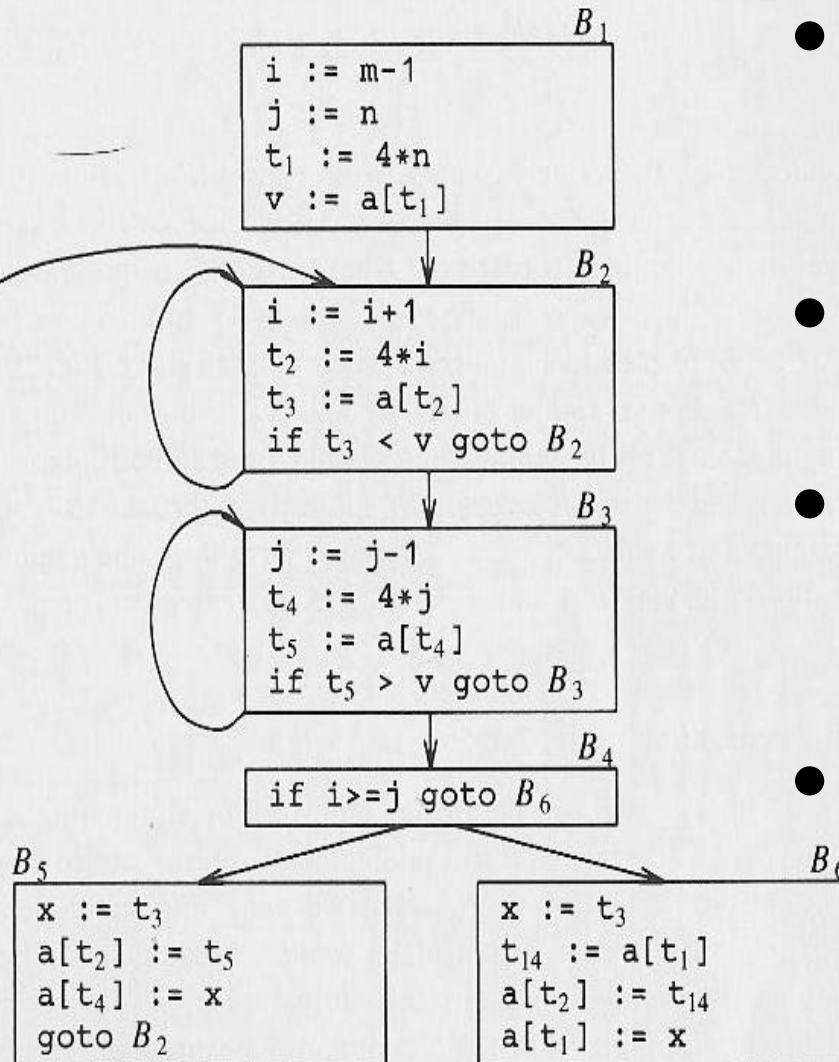 B₁
i := m-1
j := n
t₁ := 4*n
v := a[t₁]
B₂
i := i+1
t₂ := 4*i
t₃ := a[t₂]
if t₃ < v goto B₂
B₃
j := j-1
t₄ := 4*j
t₅ := a[t₄]
if t₅ > v goto B₃
B₄
if i>=j goto B₆
B₅
x := t₃
a[t₂] := t₅
a[t₄] := x
goto B₂
B₆
x := t₃
t₁₄ := a[t₁]
a[t₂] := t₁₄
a[t₁] := x